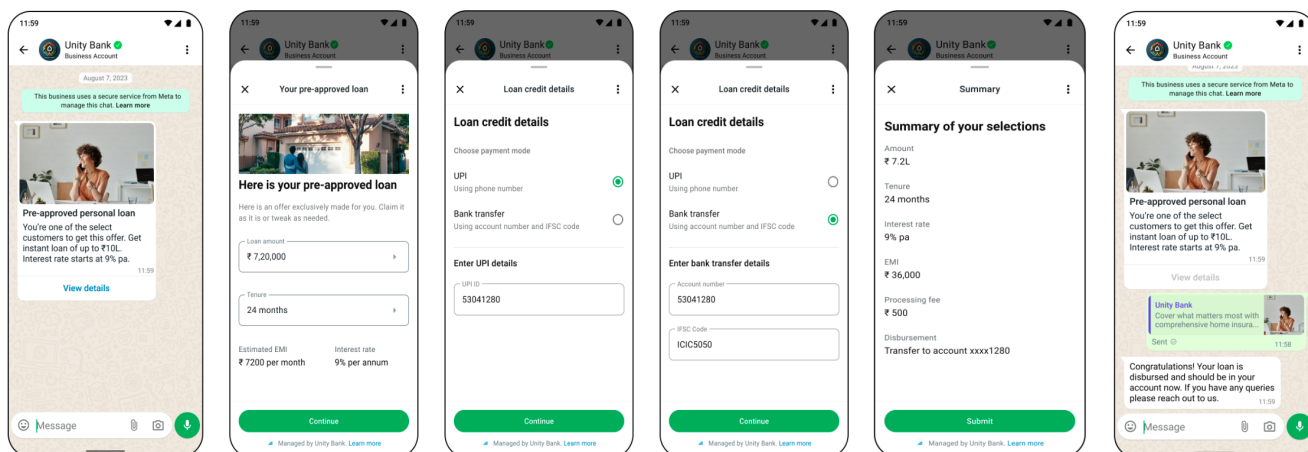 11:59
Unity Bank
Business Account
August 7, 2023
This business uses a secure service from Meta to
manage this chat. Learn more
Pre-approved personal loan
You're one of the select
customers to get this offer. Get
instant loan of up to ₹10L.
Interest rate starts at 9% pa.
11:59
View details
Message
11:59
Unity Bank
Business Account
Your pre-approved loan
Here is your pre-approved loan
Here is an offer exclusively made for you. Claim it
as it is or tweak as needed.
Loan amount
₹ 7,20,000
Tenure
24 months
Estimated EMI
₹ 7200 per month
Interest rate
9% per annum
Continue
Managed by Unity Bank. Learn more
11:59
Unity Bank
Business Account
Loan credit details
Loan credit details
Choose payment mode
UPI
Using phone number
Bank transfer
Using account number and IFSC code
Enter UPI details
UPI ID
53041280
Continue
Managed by Unity Bank. Learn more
11:59
Unity Bank
Business Account
Loan credit details
Loan credit details
Choose payment mode
UPI
Using phone number
Bank transfer
Using account number and IFSC code
Enter bank transfer details
Account number
53041280
IFSC Code
ICIC5050
Continue
Managed by Unity Bank. Learn more
11:59
Unity Bank
Business Account
Summary
Summary of your selections
Amount
₹ 7.2L
Tenure
24 months
Interest rate
9% pa
EMI
₹ 36,000
Processing fee
₹ 500
Disbursement
Transfer to account xxxx1280
Submit
Managed by Unity Bank. Learn more
11:59
Unity Bank
Business Account
August 7, 2023
This business uses a secure service from Meta to
manage this chat. Learn more
Pre-approved personal loan
You're one of the select
customers to get this offer. Get
instant loan of up to ₹10L.
Interest rate starts at 9% pa.
11:59
View details
Unity Bank
Cover what matters most with
comprehensive home insura...
Sent
11:58
Congratulations! Your loan is
disbursed and should be in your
account now. If you have any queries
please reach out to us.
11:59
Message